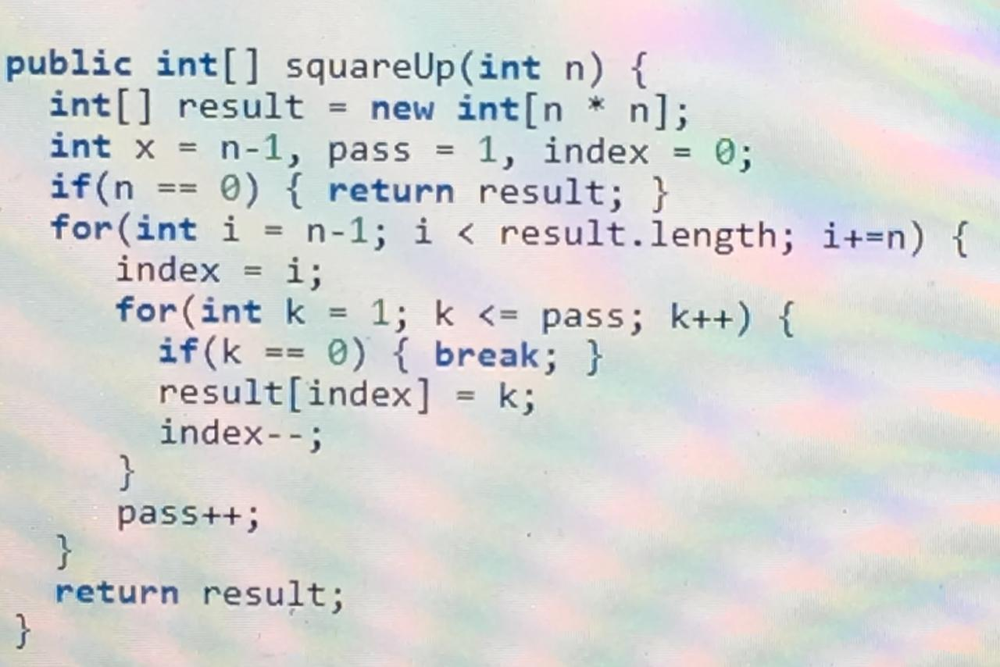 public int[] squareUp(int n) {
  int[] result = new int[n * n];
  int x = n-1, pass = 1, index = 0;
  if(n == 0) { return result; }
  for(int i = n-1; i < result.length; i+=n) {
     index = i;
     for(int k = 1; k <= pass; k++) {
       if(k == 0) { break; }
       result[index] = k;
       index--;
     }
     pass++;
  }
  return result;
}